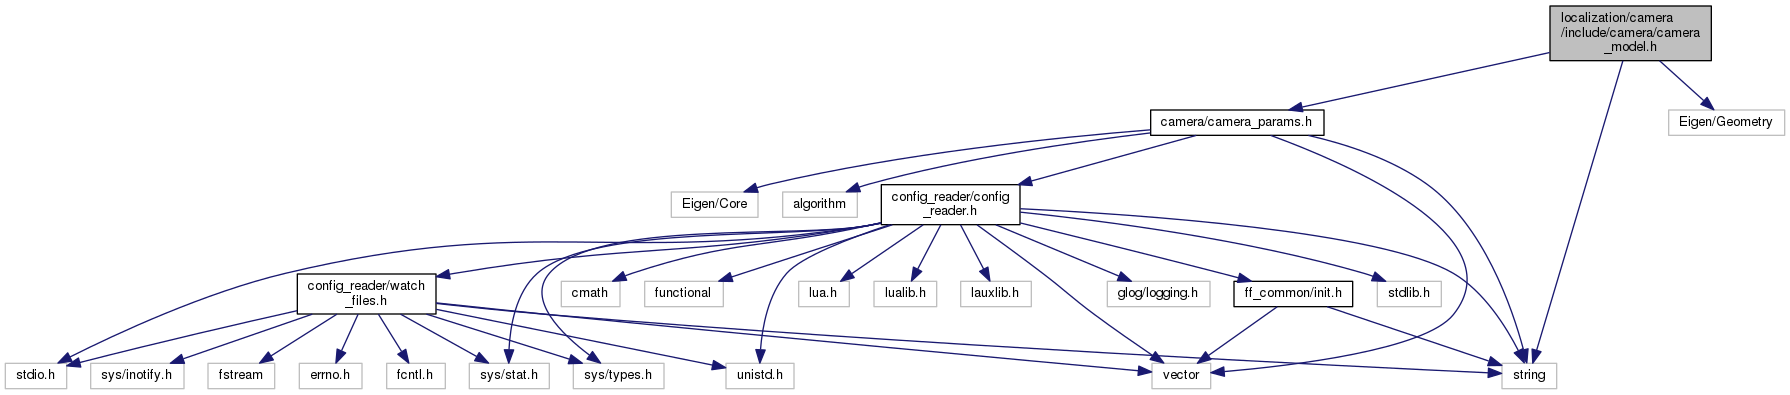 localization/camera
/include/camera/camera
_model.h
camera/camera_params.h
Eigen/Geometry
Eigen/Core
algorithm
config_reader/config
_reader.h
config_reader/watch
_files.h
cmath
functional
lua.h
lualib.h
lauxlib.h
glog/logging.h
ff_common/init.h
stdlib.h
stdio.h
sys/inotify.h
fstream
errno.h
fcntl.h
sys/stat.h
sys/types.h
unistd.h
vector
string